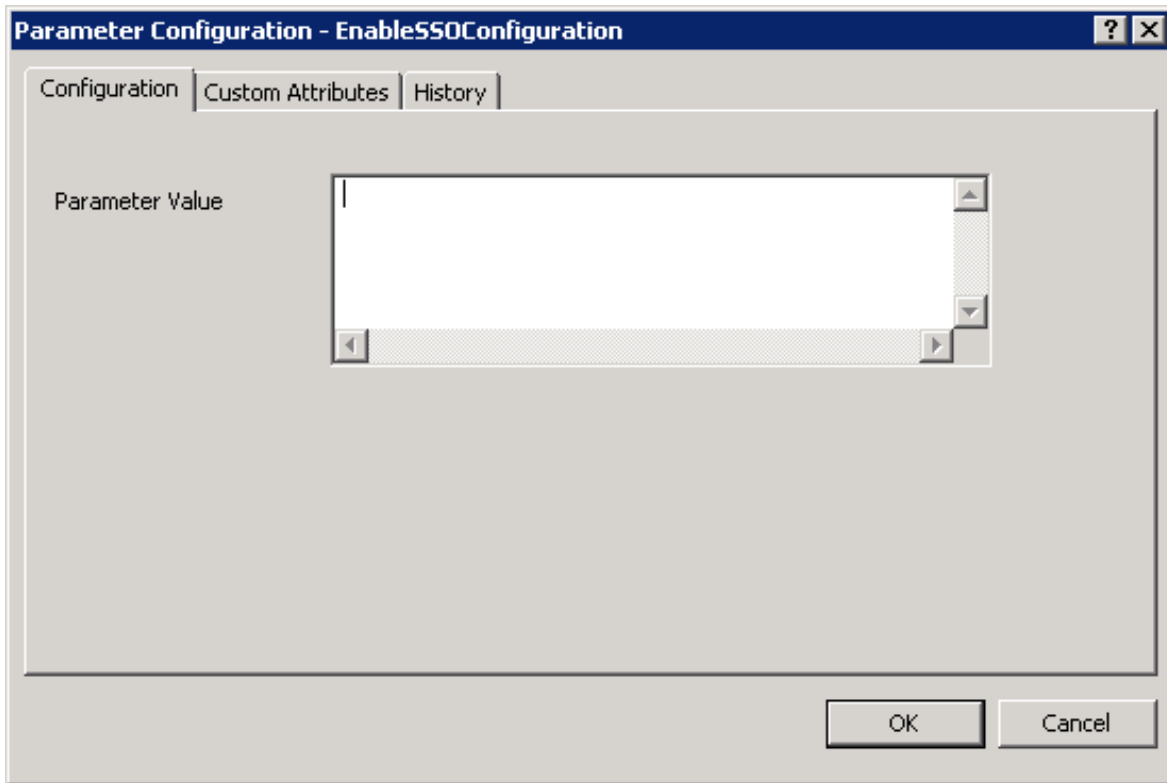 Parameter Configuration - EnableSSOConfiguration
Configuration Custom Attributes History
Parameter Value
OK Cancel